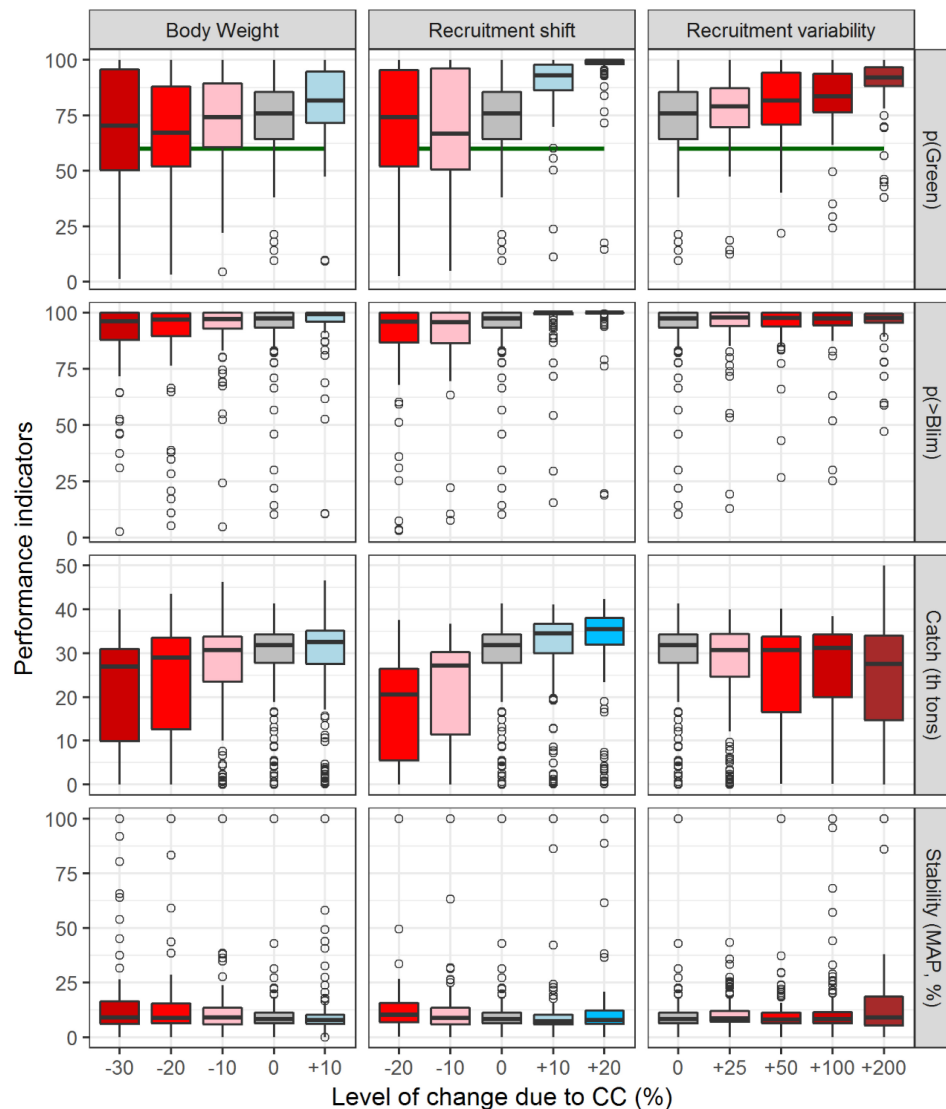 Body Weight
Recruitment shift
Recruitment variability
Performance indicators
100
75
50
25
0
p(Green)
100
75
50
25
0
p(>Blim)
50
40
30
20
10
0
Catch (th tons)
100
75
50
25
0
Stability (MAP, %)
-30 -20 -10 0 +10
-20 -10 0 +10 +20
0 +25 +50 +100 +200
Level of change due to CC (%)